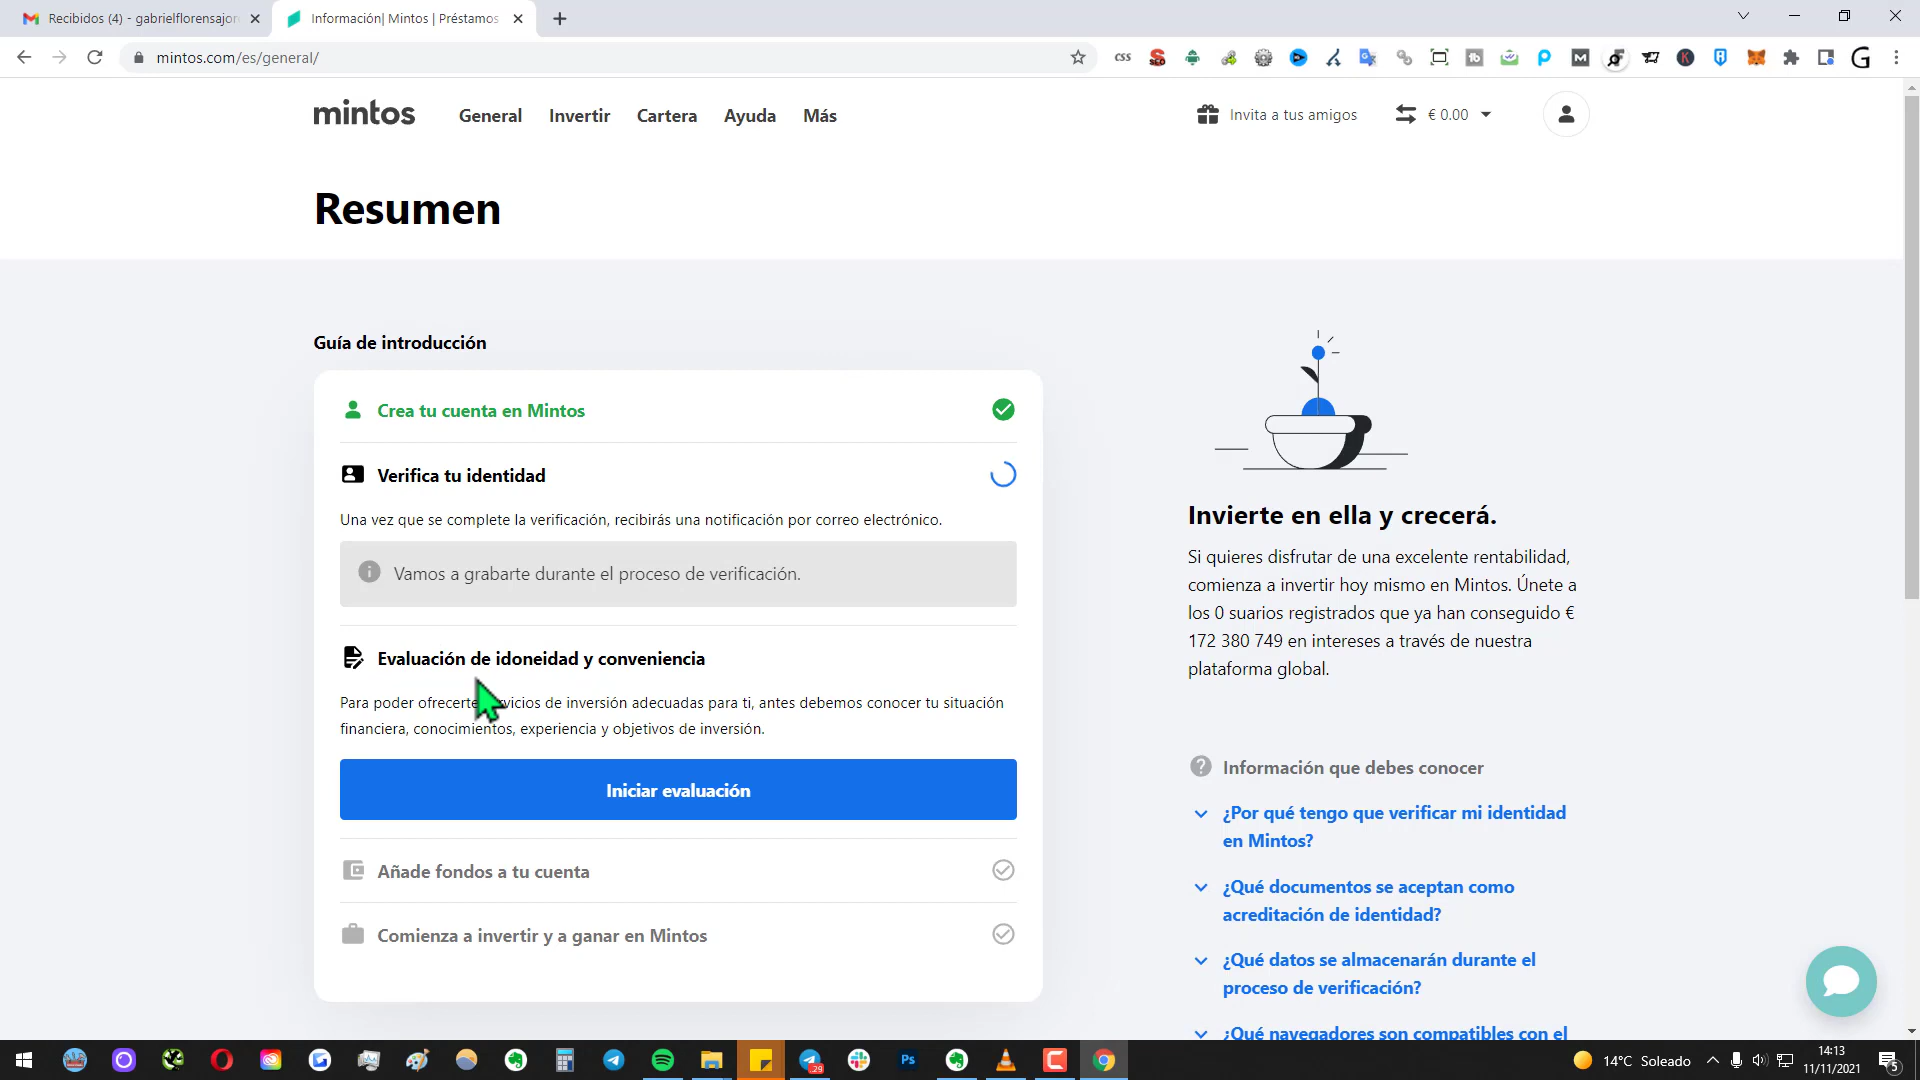 Recibidos (4) - gabrielflorensajor
Información| Mintos | Préstamos
mintos.com/es/general/
mintos
General
Invertir
Cartera
Ayuda
Más
Invita a tus amigos
€ 0.00
Resumen
Guía de introducción
Crea tu cuenta en Mintos
Verifica tu identidad
Una vez que se complete la verificación, recibirás una notificación por correo electrónico.
Vamos a grabarte durante el proceso de verificación.
Evaluación de idoneidad y conveniencia
Para poder ofrecerte servicios de inversión adecuadas para ti, antes debemos conocer tu situación
financiera, conocimientos, experiencia y objetivos de inversión.
Iniciar evaluación
Añade fondos a tu cuenta
Comienza a invertir y a ganar en Mintos
Invierte en ella y crecerá.
Si quieres disfrutar de una excelente rentabilidad,
comienza a invertir hoy mismo en Mintos. Únete a
los 0 suarios registrados que ya han conseguido €
172 380 749 en intereses a través de nuestra
plataforma global.
Información que debes conocer
¿Por qué tengo que verificar mi identidad
en Mintos?
¿Qué documentos se aceptan como
acreditación de identidad?
¿Qué datos se almacenarán durante el
proceso de verificación?
¿Qué navegadores son compatibles con el
14°C Soleado
14:13
11/11/2021
5